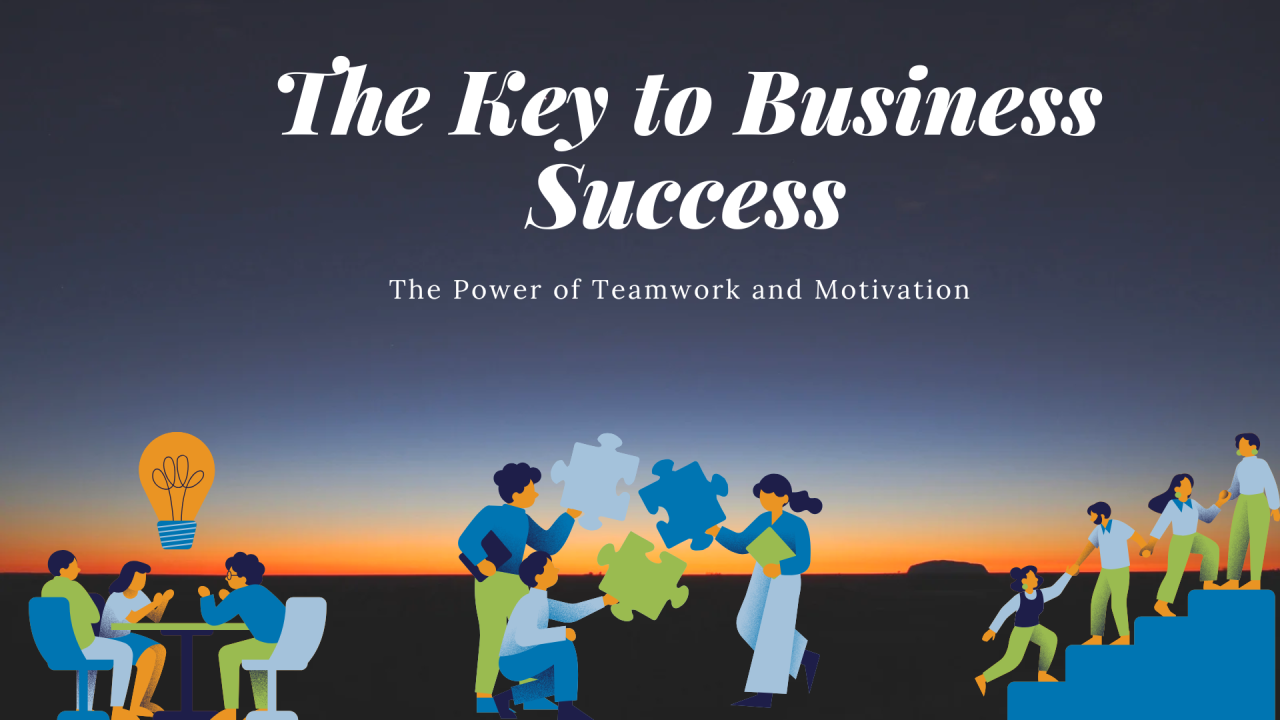 The Key to Business
Success
The Power of Teamwork and Motivation